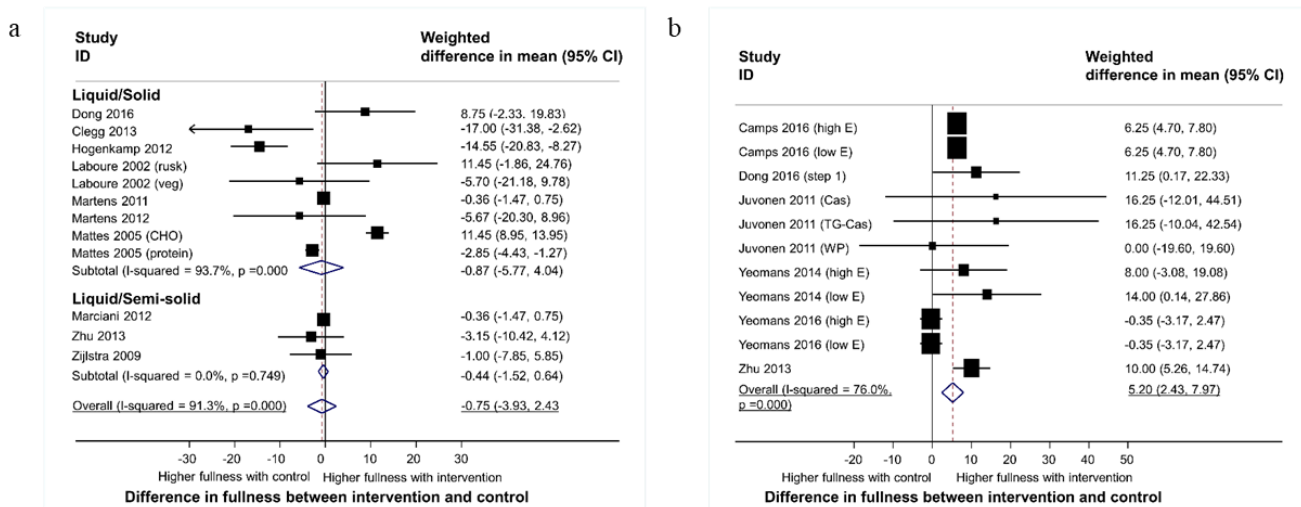 a
Study
ID
Weighted
difference in mean (95% CI)
Liquid/Solid
Dong 2016 8.75 (-2.33, 19.83)
Clegg 2013 -17.00 (-31.38, -2.62)
Hogenkamp 2012 -14.55 (-20.83, -8.27)
Laboure 2002 (rusk) 11.45 (-1.86, 24.76)
Laboure 2002 (veg) -5.70 (-21.18, 9.78)
Martens 2011 -0.36 (-1.47, 0.75)
Martens 2012 -5.67 (-20.30, 8.96)
Mattes 2005 (CHO) 11.45 (8.95, 13.95)
Mattes 2005 (protein) -2.85 (-4.43, -1.27)
Subtotal (I-squared = 93.7%, p =0.000 -0.87 (-5.77, 4.04)
Liquid/Semi-solid
Marciani 2012 -0.36 (-1.47, 0.75)
Zhu 2013 -3.15 (-10.42, 4.12)
Zijlstra 2009 -1.00 (-7.85, 5.85)
Subtotal (I-squared = 0.0%, p =0.749) -0.44 (-1.52, 0.64)
Overall (I-squared = 91.3%, p =0.000) -0.75 (-3.93, 2.43
-30 -20 -10 0 10 20 30
Higher fullness with control Higher fullness with intervention
Difference in fullness between intervention and control
b
Study
ID
Weighted
difference in mean (95% CI)
Camps 2016 (high E) 6.25 (4.70, 7.80)
Camps 2016 (low E) 6.25 (4.70, 7.80)
Dong 2016 (step 1) 11.25 (0.17, 22.33)
Juvonen 2011 (Cas) 16.25 (-12.01, 44.51)
Juvonen 2011 (TG-Cas) 16.25 (-10.04, 42.54)
Juvonen 2011 (WP) 0.00 (-19.60, 19.60)
Yeomans 2014 (high E) 8.00 (-3.08, 19.08)
Yeomans 2014 (low E) 14.00 (0.14, 27.86)
Yeomans 2016 (high E) -0.35 (-3.17, 2.47)
Yeomans 2016 (low E) -0.35 (-3.17, 2.47)
Zhu 2013 10.00 (5.26, 14.74)
Overall (I-squared = 76.0%, 5.20 (2.43, 7.97)
p =0.000)
-20 -10 0 10 20 30 40 50
Higher fullness with control Higher fullness with intervention
Difference in fullness between intervention and control